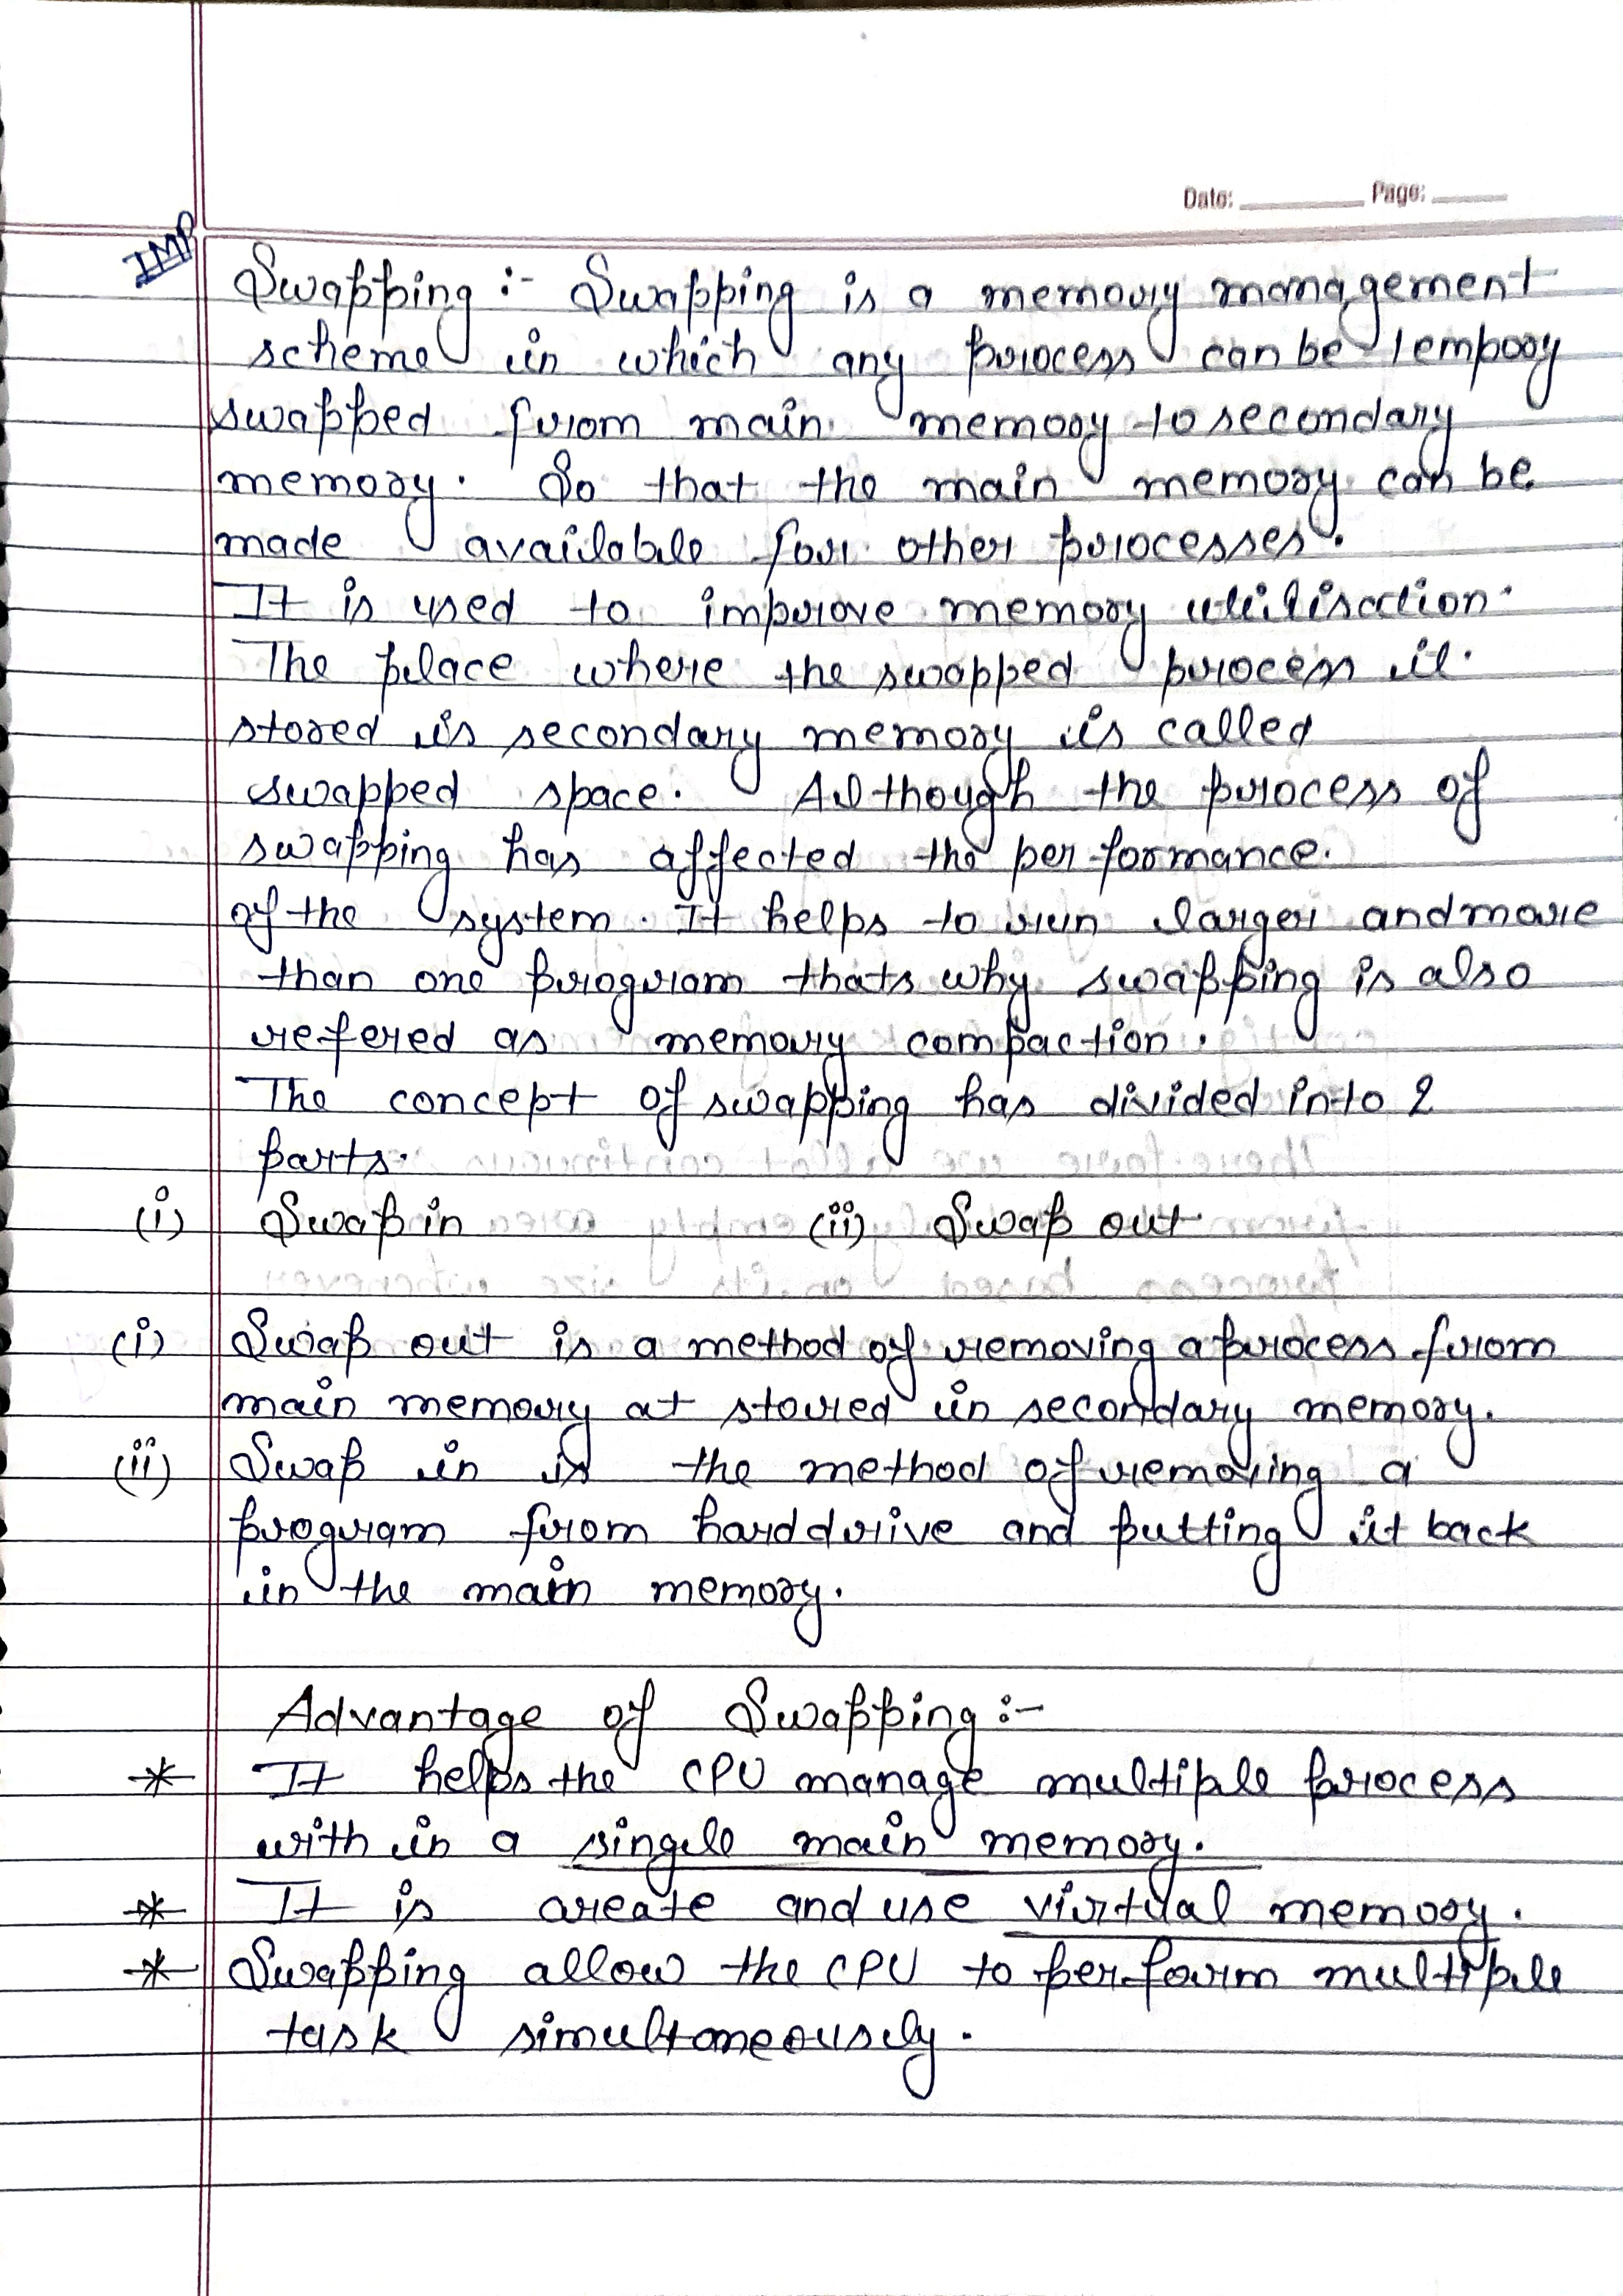 Date: Page:
IMP
Swapping :- Swapping is a memory management
scheme in which any process can be tempory
swapped from main memory to secondary
memory. So that the main memory can be
made available for other processes.
It is used to improve memory utilisation.
The place where the swapped process it
stored is secondary memory is called
swapped space. Although the process of
swapping has affected the performance.
of the system. It helps to run larger and more
than one program thats why swapping is also
refered as memory compaction.
The concept of swapping has divided into 2
parts.
(i) Swap in (ii) Swap out
(i) Swap out is a method of removing a process from
main memory at stored in secondary memory.
(ii) Swap in is the method of removing a
program from hard drive and putting it back
in the main memory.
Advantage of Swapping :-
* It helps the CPU manage multiple process
with in a single main memory.
* It is create and use virtual memory.
* Swapping allow the CPU to perform multiple
task simultaneously.